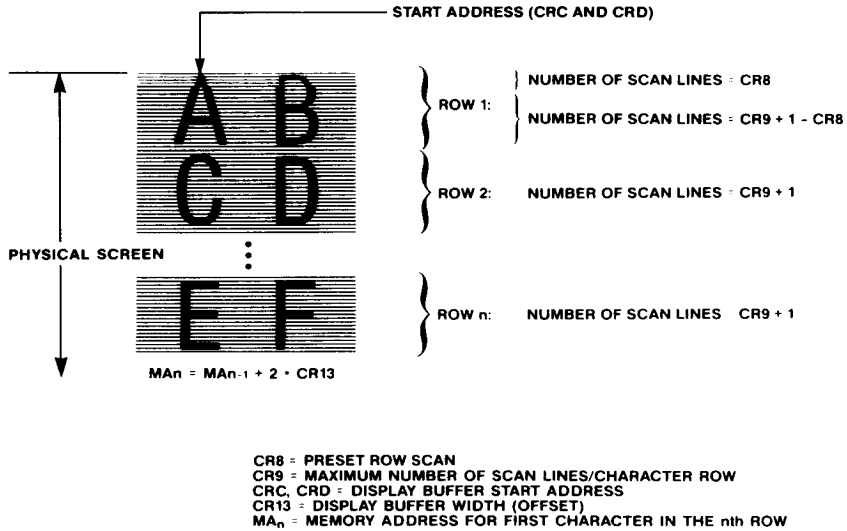 START ADDRESS (CRC AND CRD)
A B
ROW 1:
NUMBER OF SCAN LINES = CR8
NUMBER OF SCAN LINES = CR9 + 1 - CR8
C D
ROW 2: NUMBER OF SCAN LINES = CR9 + 1
PHYSICAL SCREEN
E F
ROW n: NUMBER OF SCAN LINES CR9 + 1
MAn = MAn-1 + 2 * CR13
CR8 = PRESET ROW SCAN
CR9 = MAXIMUM NUMBER OF SCAN LINES/CHARACTER ROW
CRC, CRD = DISPLAY BUFFER START ADDRESS
CR13 = DISPLAY BUFFER WIDTH (OFFSET)
MAn = MEMORY ADDRESS FOR FIRST CHARACTER IN THE nth ROW